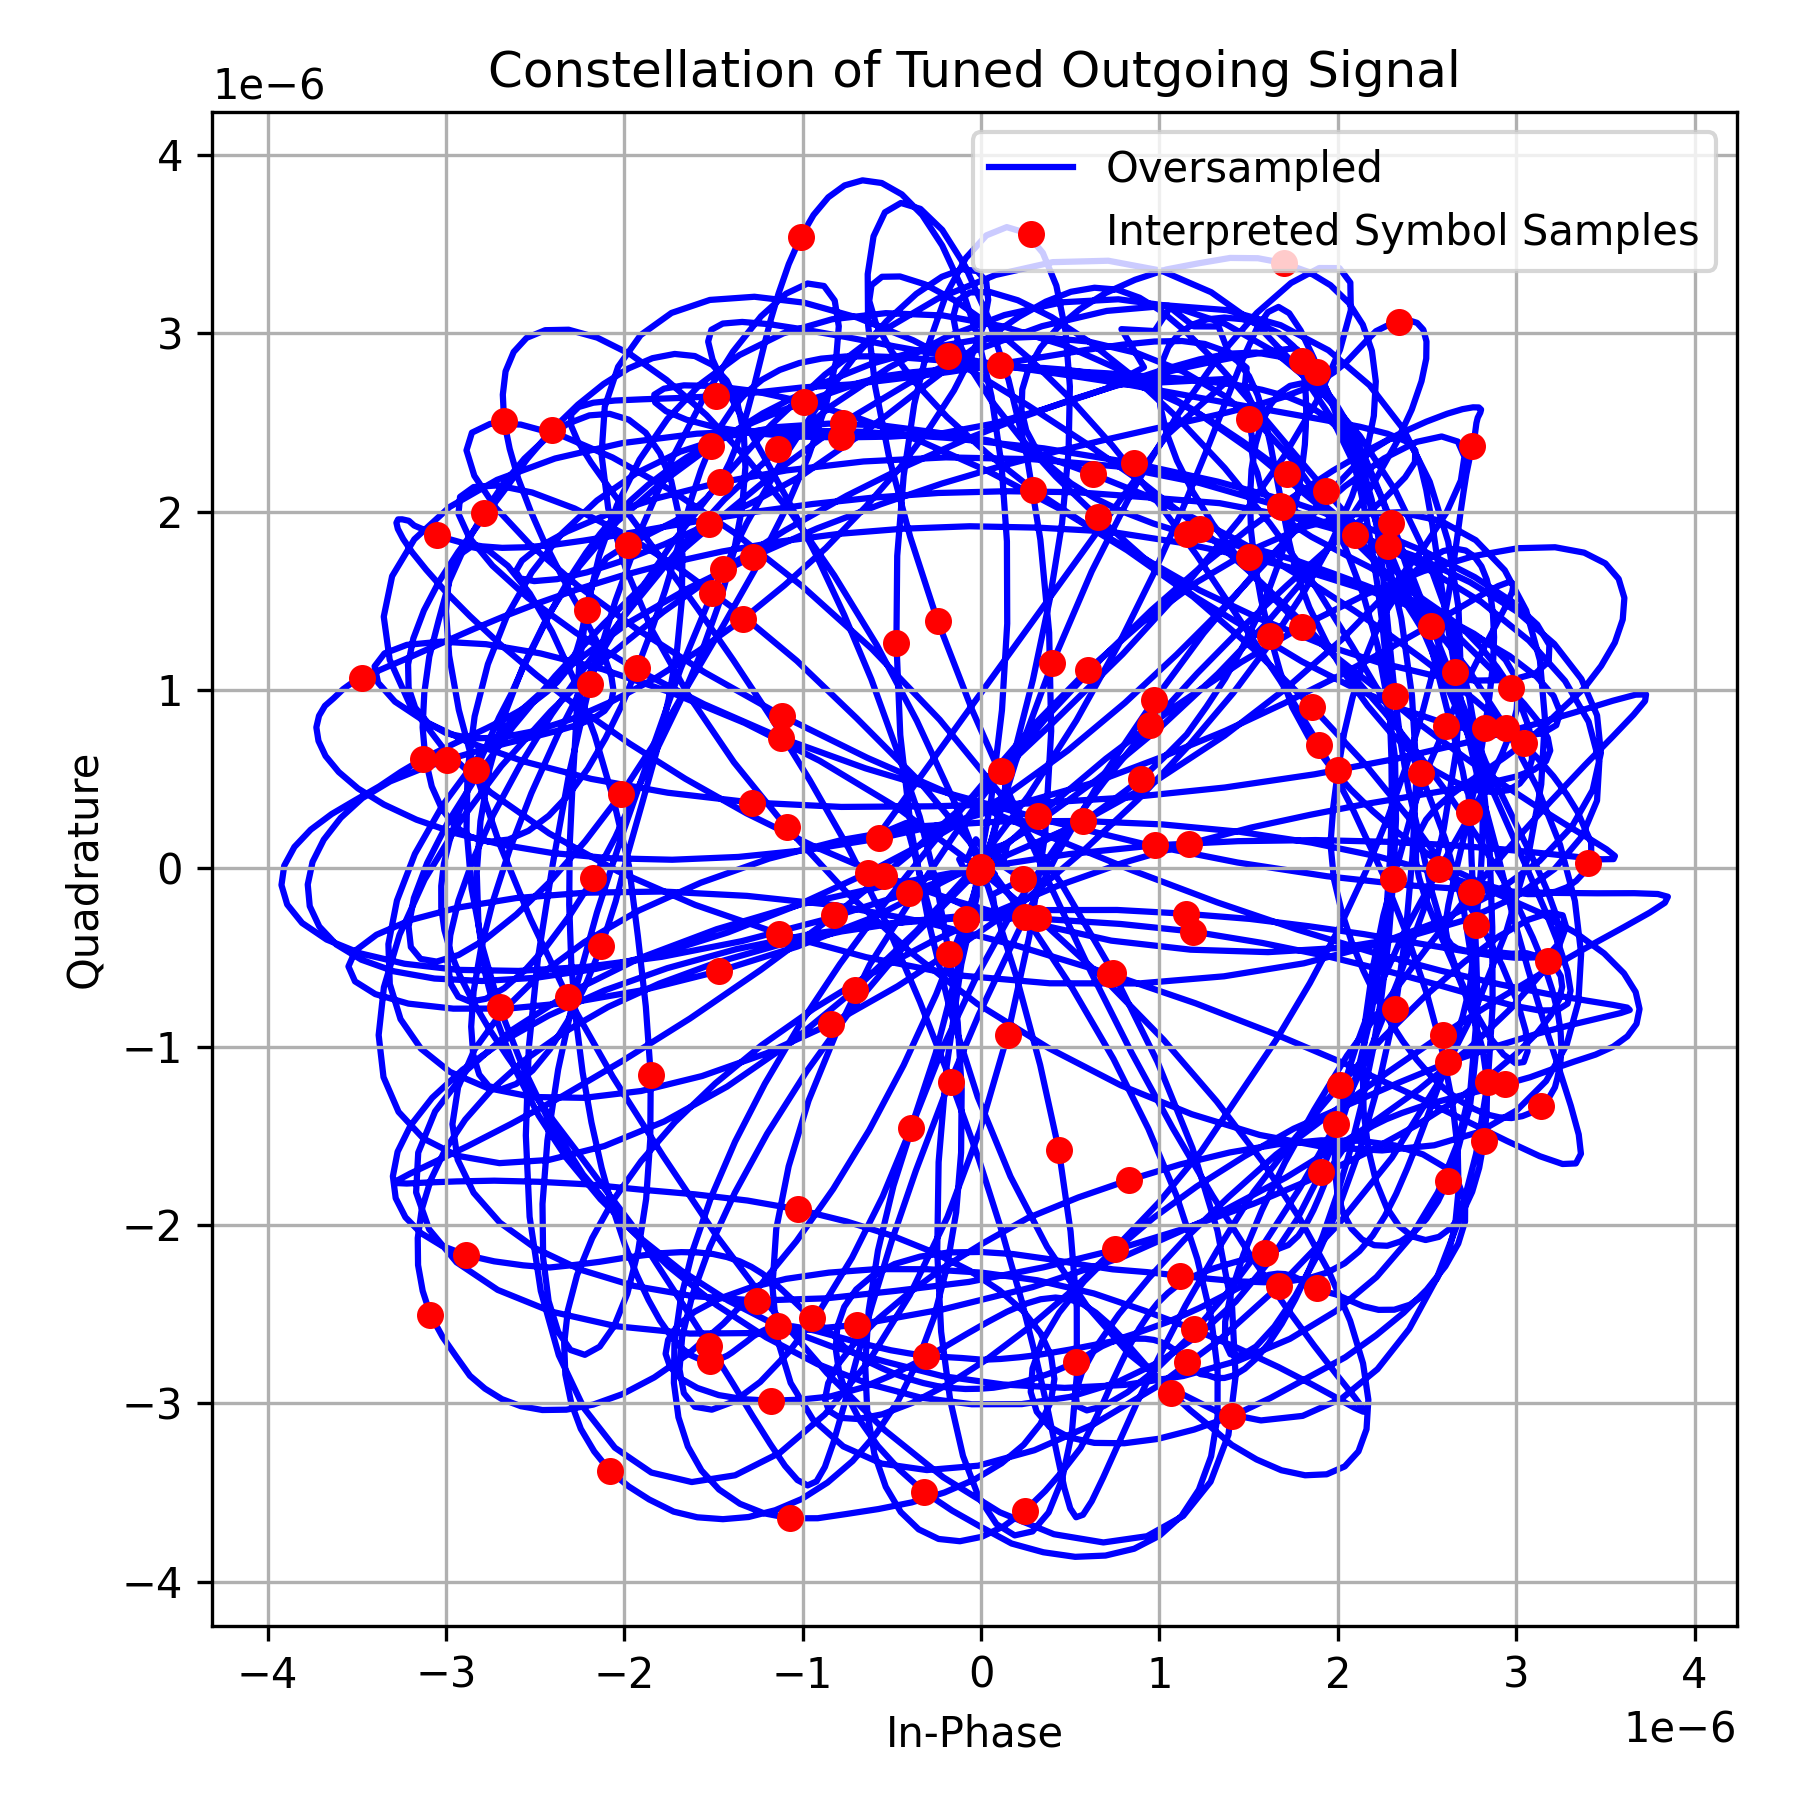 Constellation of Tuned Outgoing Signal
1e−6
Oversampled
Interpreted Symbol Samples
4
3
2
1
0
−1
−2
−3
−4
Quadrature
−4 −3 −2 −1 0 1 2 3 4
In-Phase
1e−6